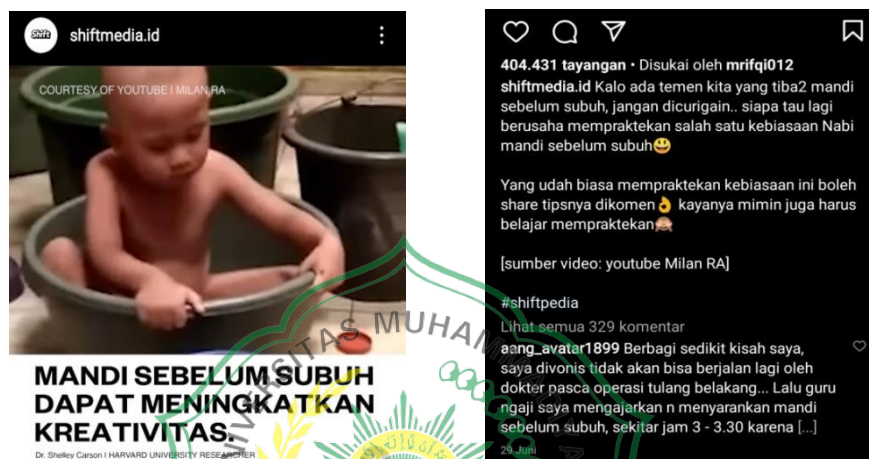 Shift
shiftmedia.id
COURTESY OF YOUTUBE I MILAN RA
MANDI SEBELUM SUBUH
DAPAT MENINGKATKAN
KREATIVITAS.
Dr. Shelley Carson I HARVARD UNIVERSITY RESEARCHER
UNIVERSITAS MUHAMMADIYA
404.431 tayangan • Disukai oleh mrifqi012
shiftmedia.id Kalo ada temen kita yang tiba2 mandi
sebelum subuh, jangan dicurigain.. siapa tau lagi
berusaha mempraktekan salah satu kebiasaan Nabi
mandi sebelum subuh😃
Yang udah biasa mempraktekan kebiasaan ini boleh
share tipsnya dikomen👌 kayanya mimin juga harus
belajar mempraktekan🙈
[sumber video: youtube Milan RA]
#shiftpedia
Lihat semua 329 komentar
aang_avatar1899 Berbagi sedikit kisah saya,
saya divonis tidak akan bisa berjalan lagi oleh
dokter pasca operasi tulang belakang... Lalu guru
ngaji saya mengajarkan n menyarankan mandi
sebelum subuh, sekitar jam 3 - 3.30 karena [...]
29 Juni